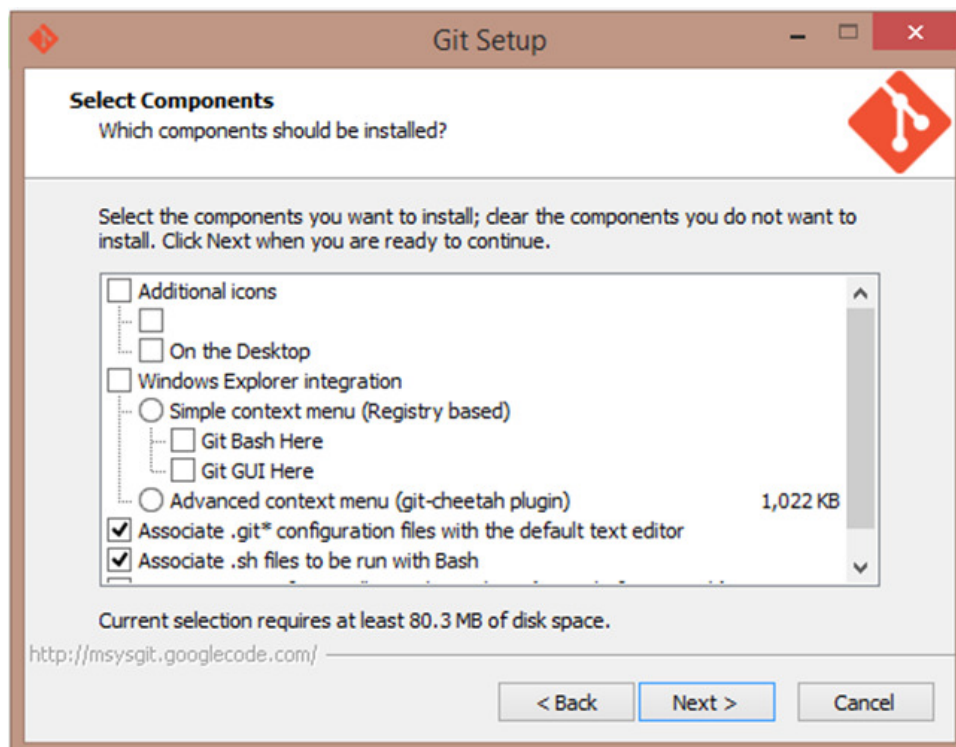 Git Setup
Select Components
Which components should be installed?
Select the components you want to install; clear the components you do not want to
install. Click Next when you are ready to continue.
Additional icons
On the Desktop
Windows Explorer integration
Simple context menu (Registry based)
Git Bash Here
Git GUI Here
Advanced context menu (git-cheetah plugin) 1,022 KB
Associate .git* configuration files with the default text editor
Associate .sh files to be run with Bash
Current selection requires at least 80.3 MB of disk space.
http://msysgit.googlecode.com/
< Back Next > Cancel